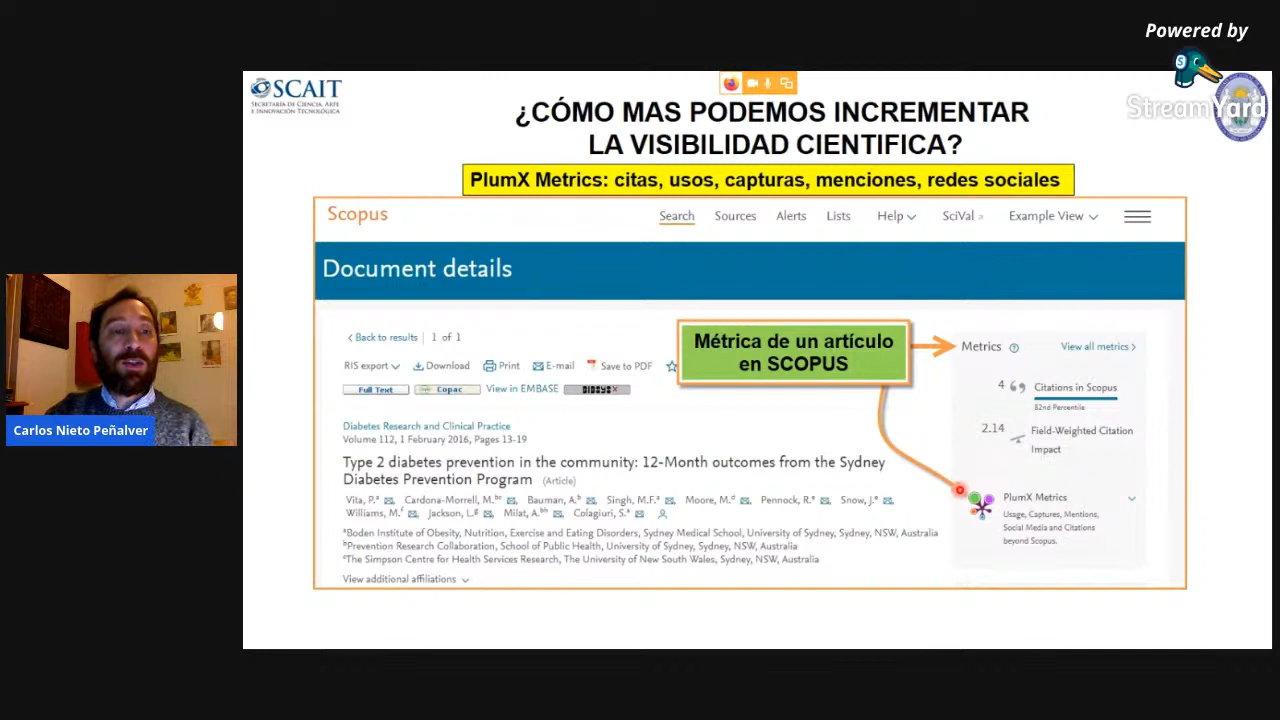 Powered by
StreamYard
SCAIT
SECRETARÍA DE CIENCIA, ARTE
E INNOVACIÓN TECNOLÓGICA
¿CÓMO MAS PODEMOS INCREMENTAR
LA VISIBILIDAD CIENTIFICA?
PlumX Metrics: citas, usos, capturas, menciones, redes sociales
Scopus
Search Sources Alerts Lists Help SciVal Example View
Document details
Back to results 1 of 1
Métrica de un artículo
en SCOPUS
Metrics View all metrics
RIS export Download Print E-mail Save to PDF
Full Text Copac View in EMBASE
4 Citations in Scopus
82nd Percentile
2.14 Field-Weighted Citation
Impact
Diabetes Research and Clinical Practice
Volume 112, 1 February 2016, Pages 13-19
Type 2 diabetes prevention in the community: 12-Month outcomes from the Sydney
Diabetes Prevention Program (Article)
Vita, P.a Cardona-Morrell, M.bc Bauman, A.b Singh, M.F.a Moore, M.d Pennock, R.e Snow, J.e
Williams, M.f Jackson, L.g Milat, A.bh Colagiuri, S.a
aBoden Institute of Obesity, Nutrition, Exercise and Eating Disorders, Sydney Medical School, University of Sydney, Sydney, NSW, Australia
bPrevention Research Collaboration, School of Public Health, University of Sydney, Sydney, NSW, Australia
cThe Simpson Centre for Health Services Research, The University of New South Wales, Sydney, NSW, Australia
View additional affiliations
PlumX Metrics
Usage, Captures, Mentions,
Social Media and Citations
beyond Scopus.
Carlos Nieto Peñalver